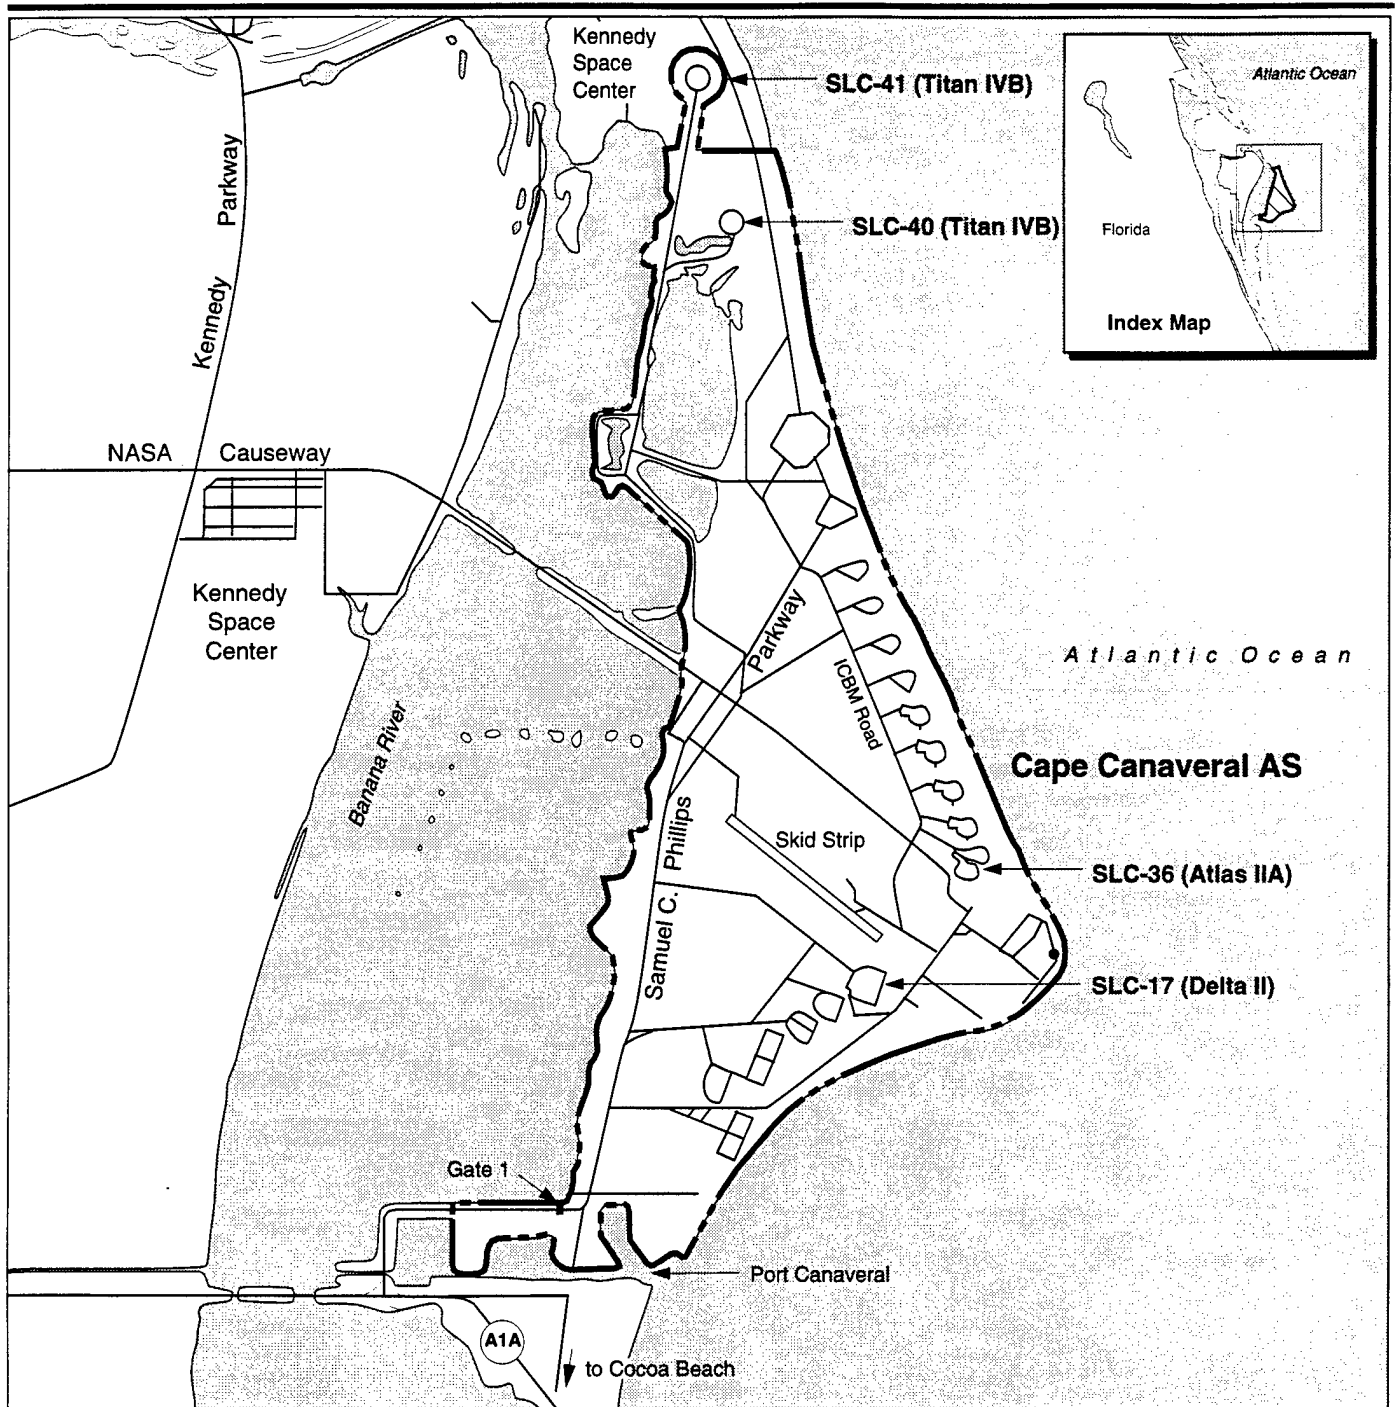 Kennedy
Space
Center
SLC-41 (Titan IVB)
Atlantic Ocean
Florida
Index Map
SLC-40 (Titan IVB)
Kennedy Parkway
NASA Causeway
Kennedy
Space
Center
Parkway
ICBM Road
Atlantic Ocean
Banana River
Cape Canaveral AS
Samuel C. Phillips
Skid Strip
SLC-36 (Atlas IIA)
SLC-17 (Delta II)
Gate 1
Port Canaveral
A1A
to Cocoa Beach